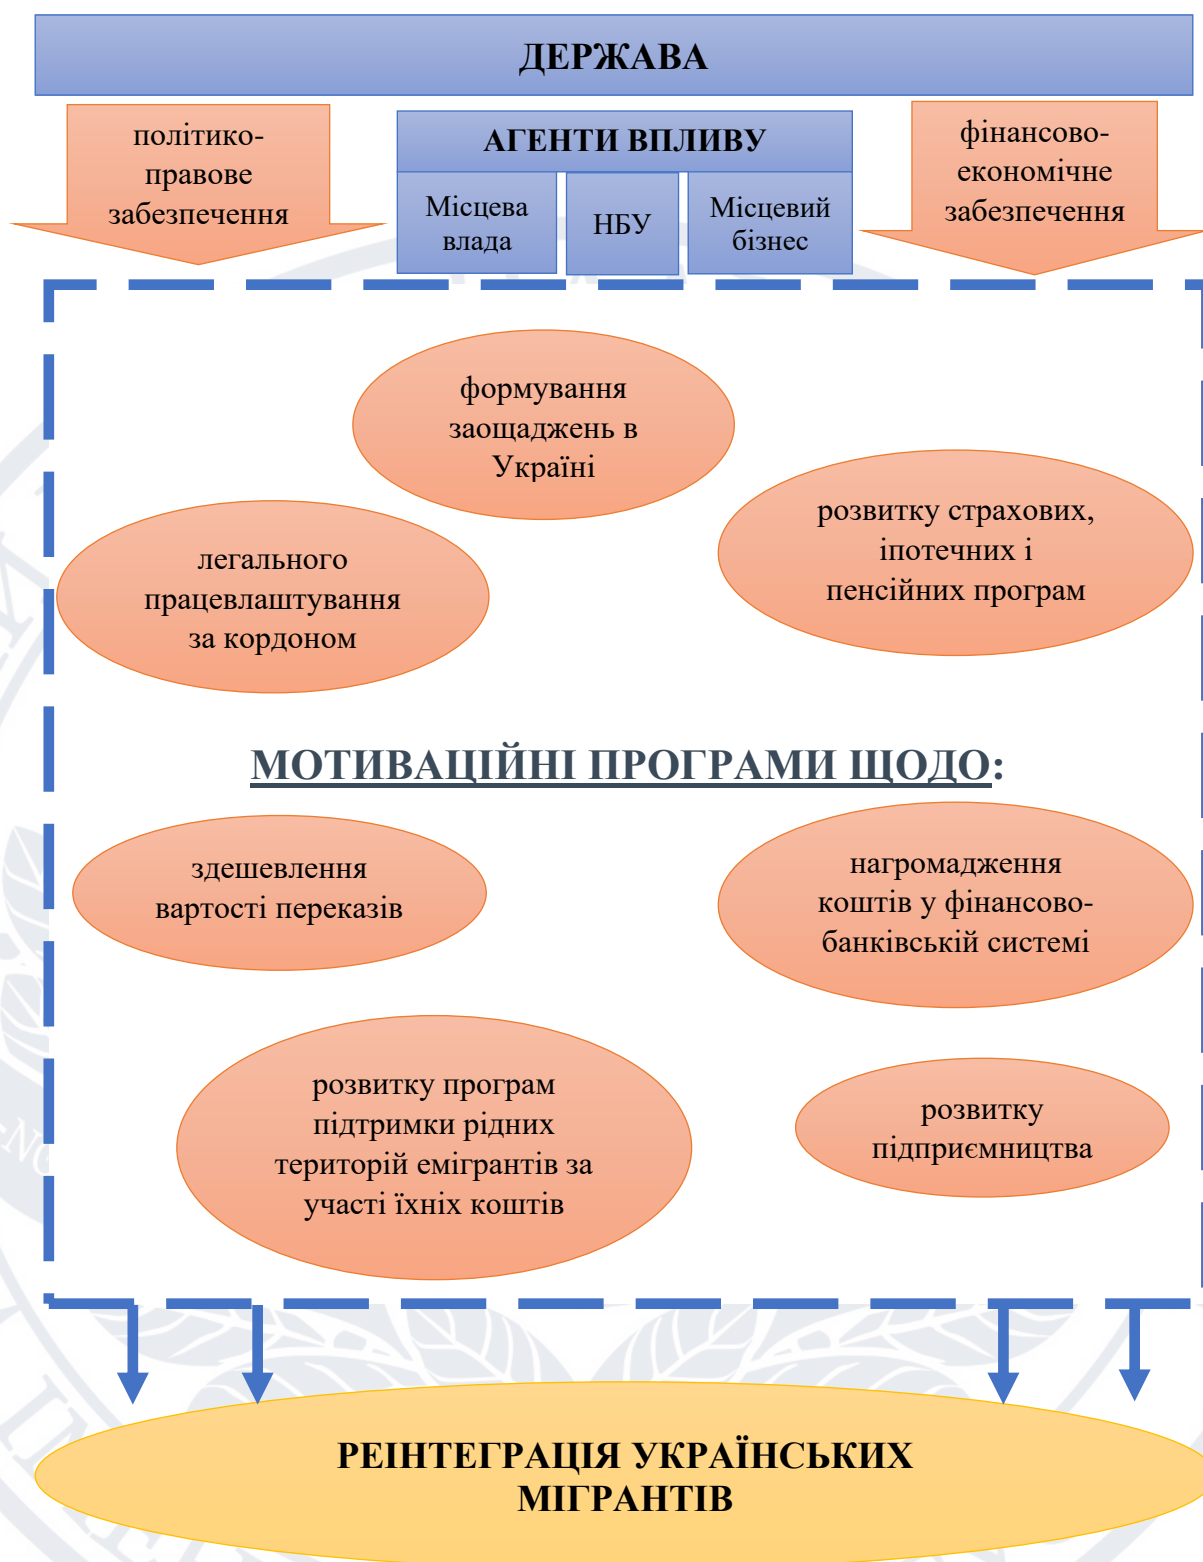 ДЕРЖАВА
політико-
правове
забезпечення
АГЕНТИ ВПЛИВУ
Місцева
влада
НБУ
Місцевий
бізнес
фінансово-
економічне
забезпечення
формування
заощаджень в
Україні
розвитку страхових,
іпотечних і
пенсійних програм
легального
працевлаштування
за кордоном
МОТИВАЦІЙНІ ПРОГРАМИ ЩОДО:
здешевлення
вартості переказів
нагромадження
коштів у фінансово-
банківській системі
розвитку програм
підтримки рідних
територій емігрантів за
участі їхніх коштів
розвитку
підприємництва
РЕІНТЕГРАЦІЯ УКРАЇНСЬКИХ
МІГРАНТІВ